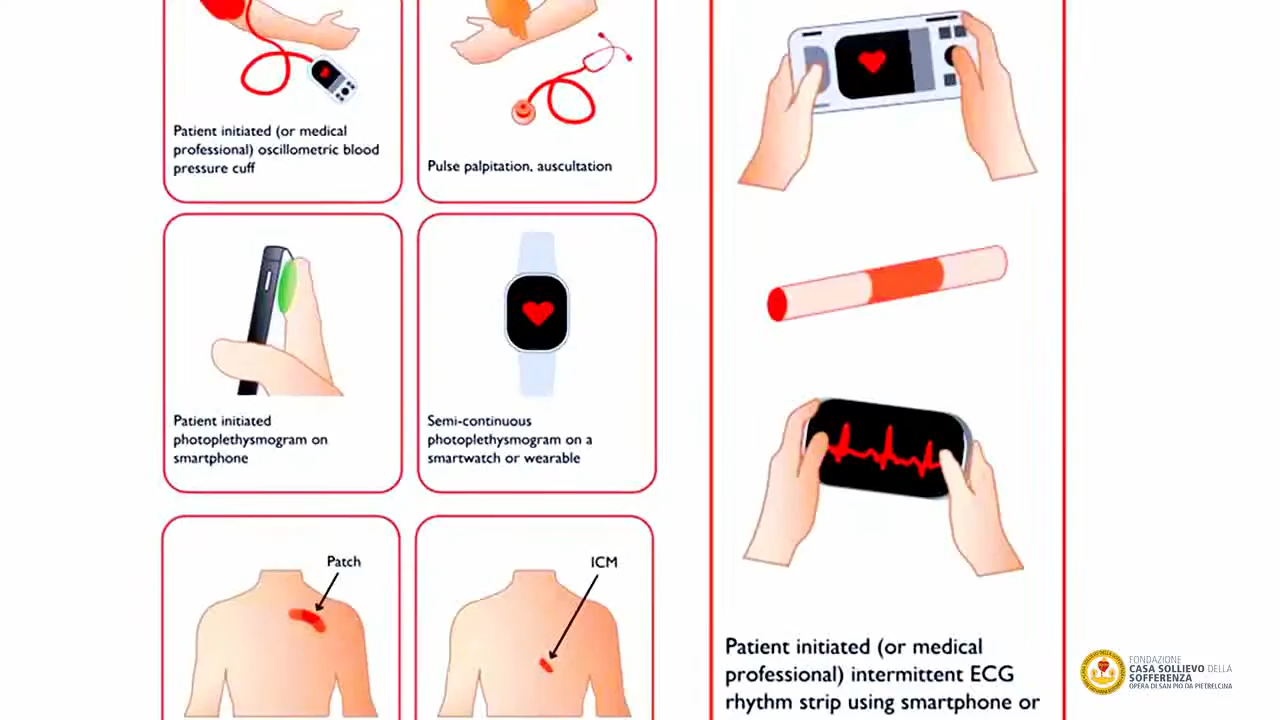 Patient initiated (or medical
professional) oscillometric blood
pressure cuff
Pulse palpitation, auscultation
Patient initiated
photoplethysmogram on
smartphone
Semi-continuous
photoplethysmogram on a
smartwatch or wearable
Patch
ICM
Patient initiated (or medical
professional) intermittent ECG
rhythm strip using smartphone or
FONDAZIONE
CASA SOLLIEVO DELLA
SOFFERENZA
OPERA DI SAN PIO DA PIETRELCINA